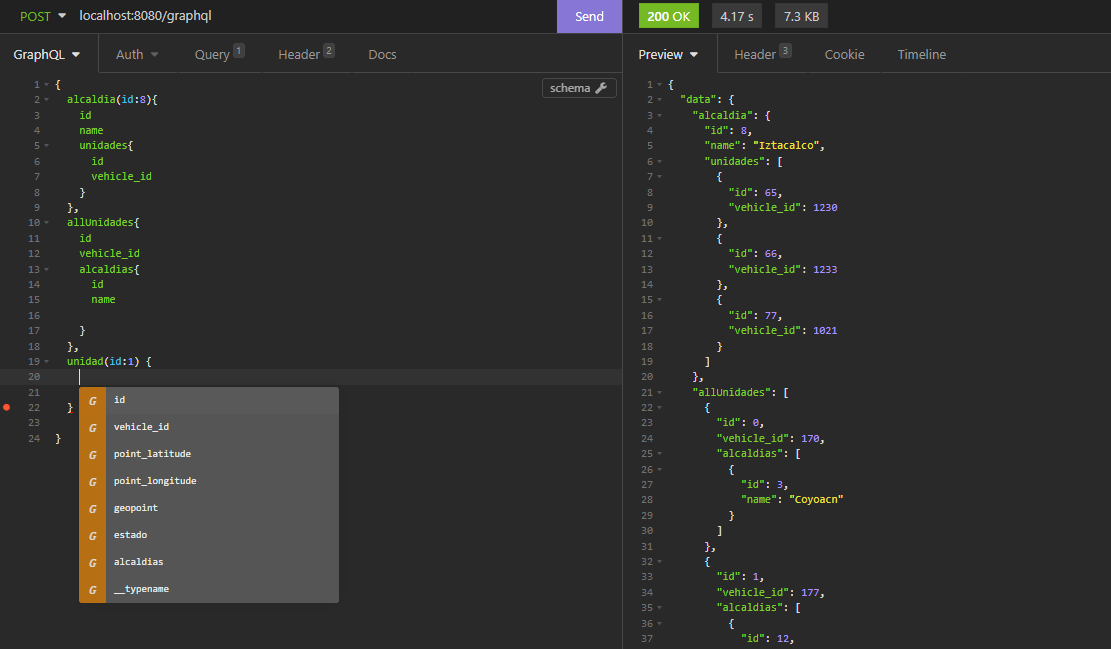 POST localhost:8080/graphql Send 200 OK 4.17 s 7.3 KB
GraphQL Auth Query 1 Header 2 Docs Preview Header 3 Cookie Timeline
schema
1 {
2 alcaldia(id:8){
3 id
4 name
5 unidades{
6 id
7 vehicle_id
8 }
9 },
10 allUnidades{
11 id
12 vehicle_id
13 alcaldias{
14 id
15 name
16
17 }
18 },
19 unidad(id:1) {
20
21
22 }
23
24 }
G id
G vehicle_id
G point_latitude
G point_longitude
G geopoint
G estado
G alcaldias
G __typename
1 {
2 "data": {
3 "alcaldia": {
4 "id": 8,
5 "name": "Iztacalco",
6 "unidades": [
7 {
8 "id": 65,
9 "vehicle_id": 1230
10 },
11 {
12 "id": 66,
13 "vehicle_id": 1233
14 },
15 {
16 "id": 77,
17 "vehicle_id": 1021
18 }
19 ]
20 },
21 "allUnidades": [
22 {
23 "id": 0,
24 "vehicle_id": 170,
25 "alcaldias": [
26 {
27 "id": 3,
28 "name": "Coyoacn"
29 }
30 ]
31 },
32 {
33 "id": 1,
34 "vehicle_id": 177,
35 "alcaldias": [
36 {
37 "id": 12,